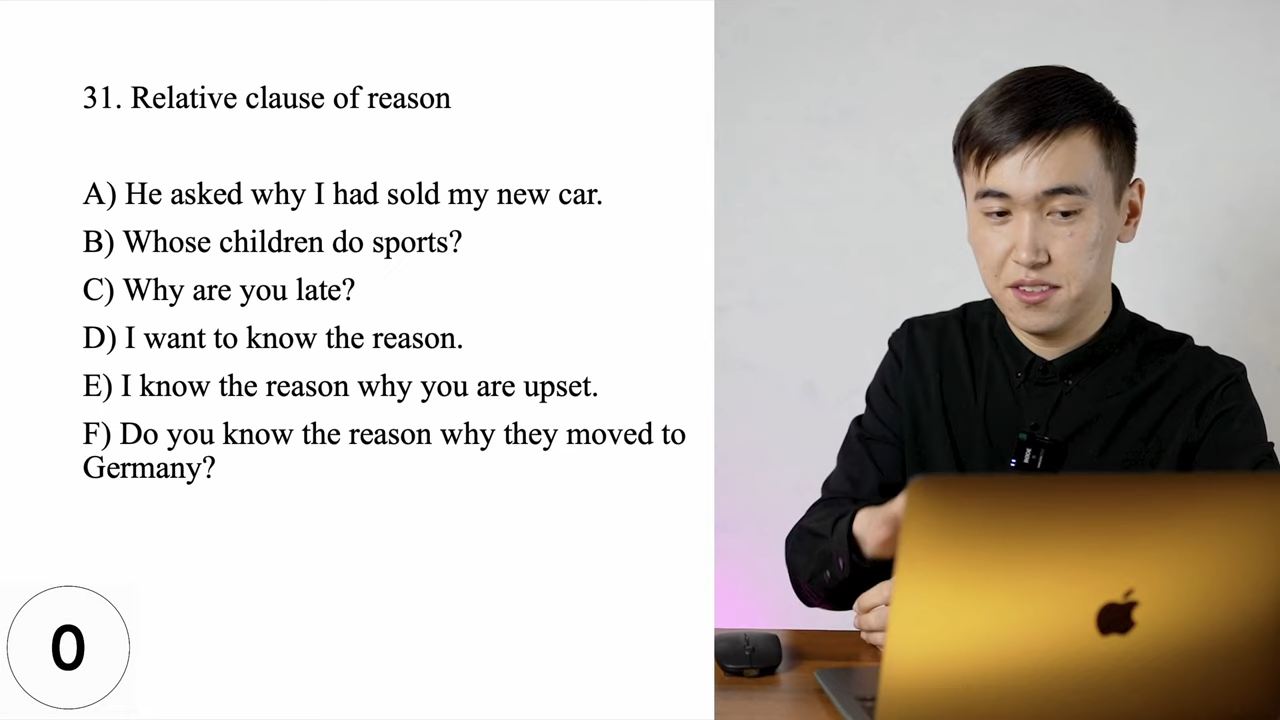 31. Relative clause of reason
A) He asked why I had sold my new car.
B) Whose children do sports?
C) Why are you late?
D) I want to know the reason.
E) I know the reason why you are upset.
F) Do you know the reason why they moved to
Germany?
0
RODE